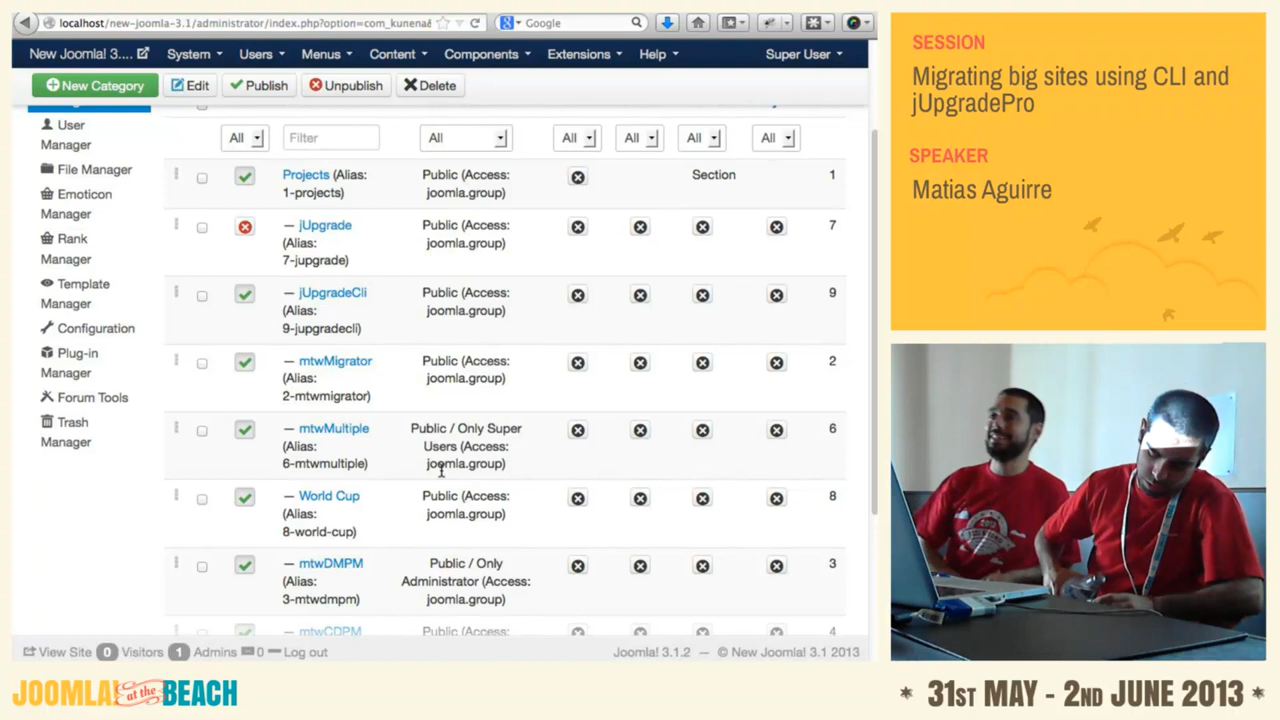 localhost/new-joomla-3.1/administrator/index.php?option=com_kunena&
Google
New Joomla! 3.... System Users Menus Content Components Extensions Help Super User
New Category Edit Publish Unpublish Delete
User Manager
File Manager
Emoticon Manager
Rank Manager
Template Manager
Configuration
Plug-in Manager
Forum Tools
Trash Manager
All Filter All All All All All
Projects (Alias: 1-projects) Public (Access: joomla.group) Section 1
— jUpgrade (Alias: 7-jupgrade) Public (Access: joomla.group) 7
— jUpgradeCli (Alias: 9-jupgradecli) Public (Access: joomla.group) 9
— mtwMigrator (Alias: 2-mtwmigrator) Public (Access: joomla.group) 2
— mtwMultiple (Alias: 6-mtwmultiple) Public / Only Super Users (Access: joomla.group) 6
— World Cup (Alias: 8-world-cup) Public (Access: joomla.group) 8
— mtwDMPM (Alias: 3-mtwdmpm) Public / Only Administrator (Access: joomla.group) 3
— mtwCDPM Public (Access: 4
View Site 0 Visitors 1 Admins 0 — Log out
Joomla! 3.1.2 — © New Joomla! 3.1 2013
SESSION
Migrating big sites using CLI and
jUpgradePro
SPEAKER
Matias Aguirre
JOOMLA! at the BEACH
* 31ST MAY - 2ND JUNE 2013 *